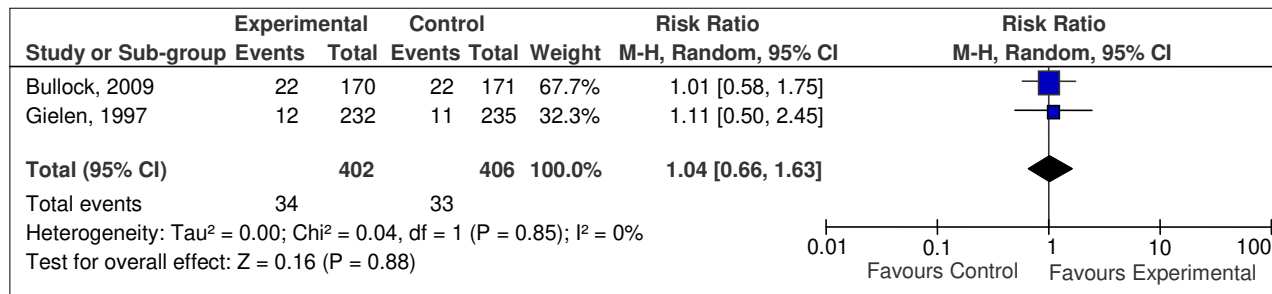 Experimental Control Risk Ratio Risk Ratio
Study or Sub-group Events Total Events Total Weight M-H, Random, 95% CI M-H, Random, 95% CI
Bullock, 2009 22 170 22 171 67.7% 1.01 [0.58, 1.75]
Gielen, 1997 12 232 11 235 32.3% 1.11 [0.50, 2.45]
Total (95% CI) 402 406 100.0% 1.04 [0.66, 1.63]
Total events 34 33
Heterogeneity: Tau² = 0.00; Chi² = 0.04, df = 1 (P = 0.85); I² = 0%
Test for overall effect: Z = 0.16 (P = 0.88)
0.01 0.1 1 10 100
Favours Control Favours Experimental